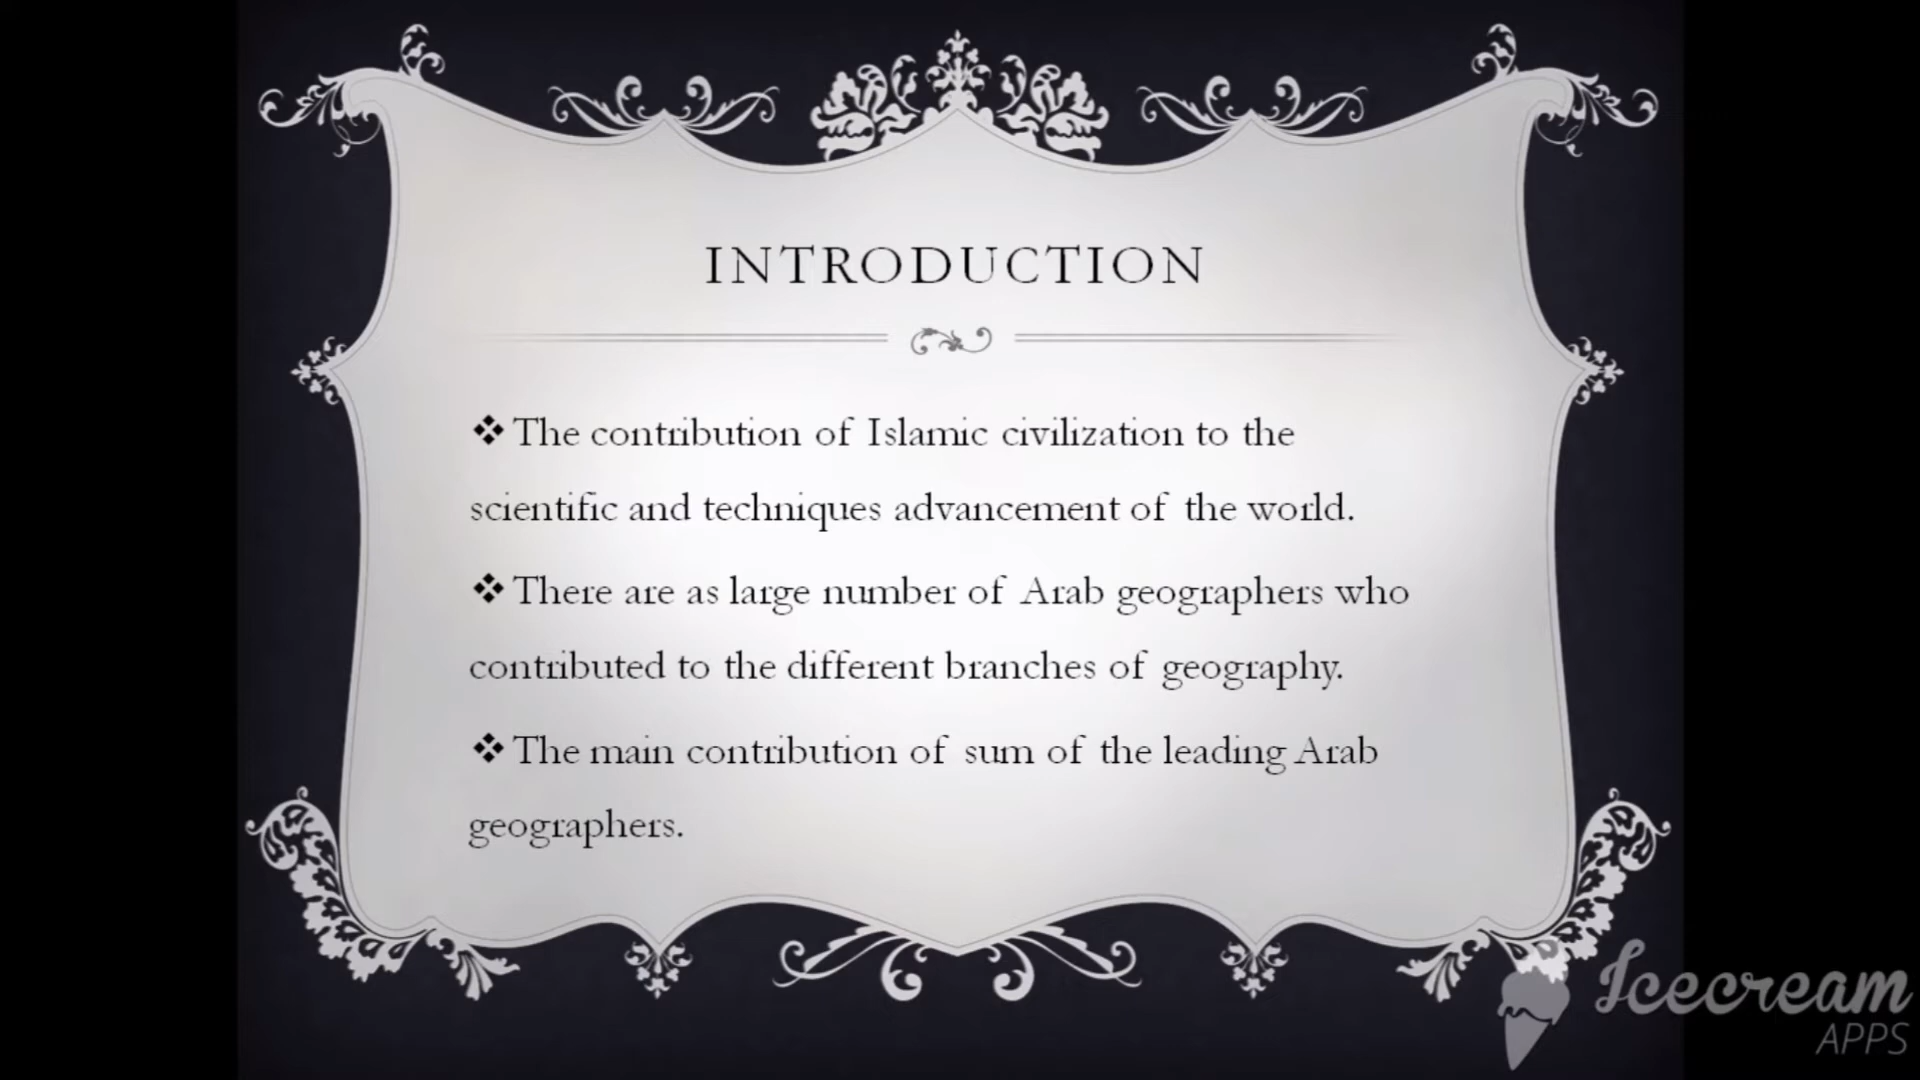 INTRODUCTION
❖ The contribution of Islamic civilization to the
scientific and techniques advancement of the world.
❖ There are as large number of Arab geographers who
contributed to the different branches of geography.
❖ The main contribution of sum of the leading Arab
geographers.
Icecream
APPS